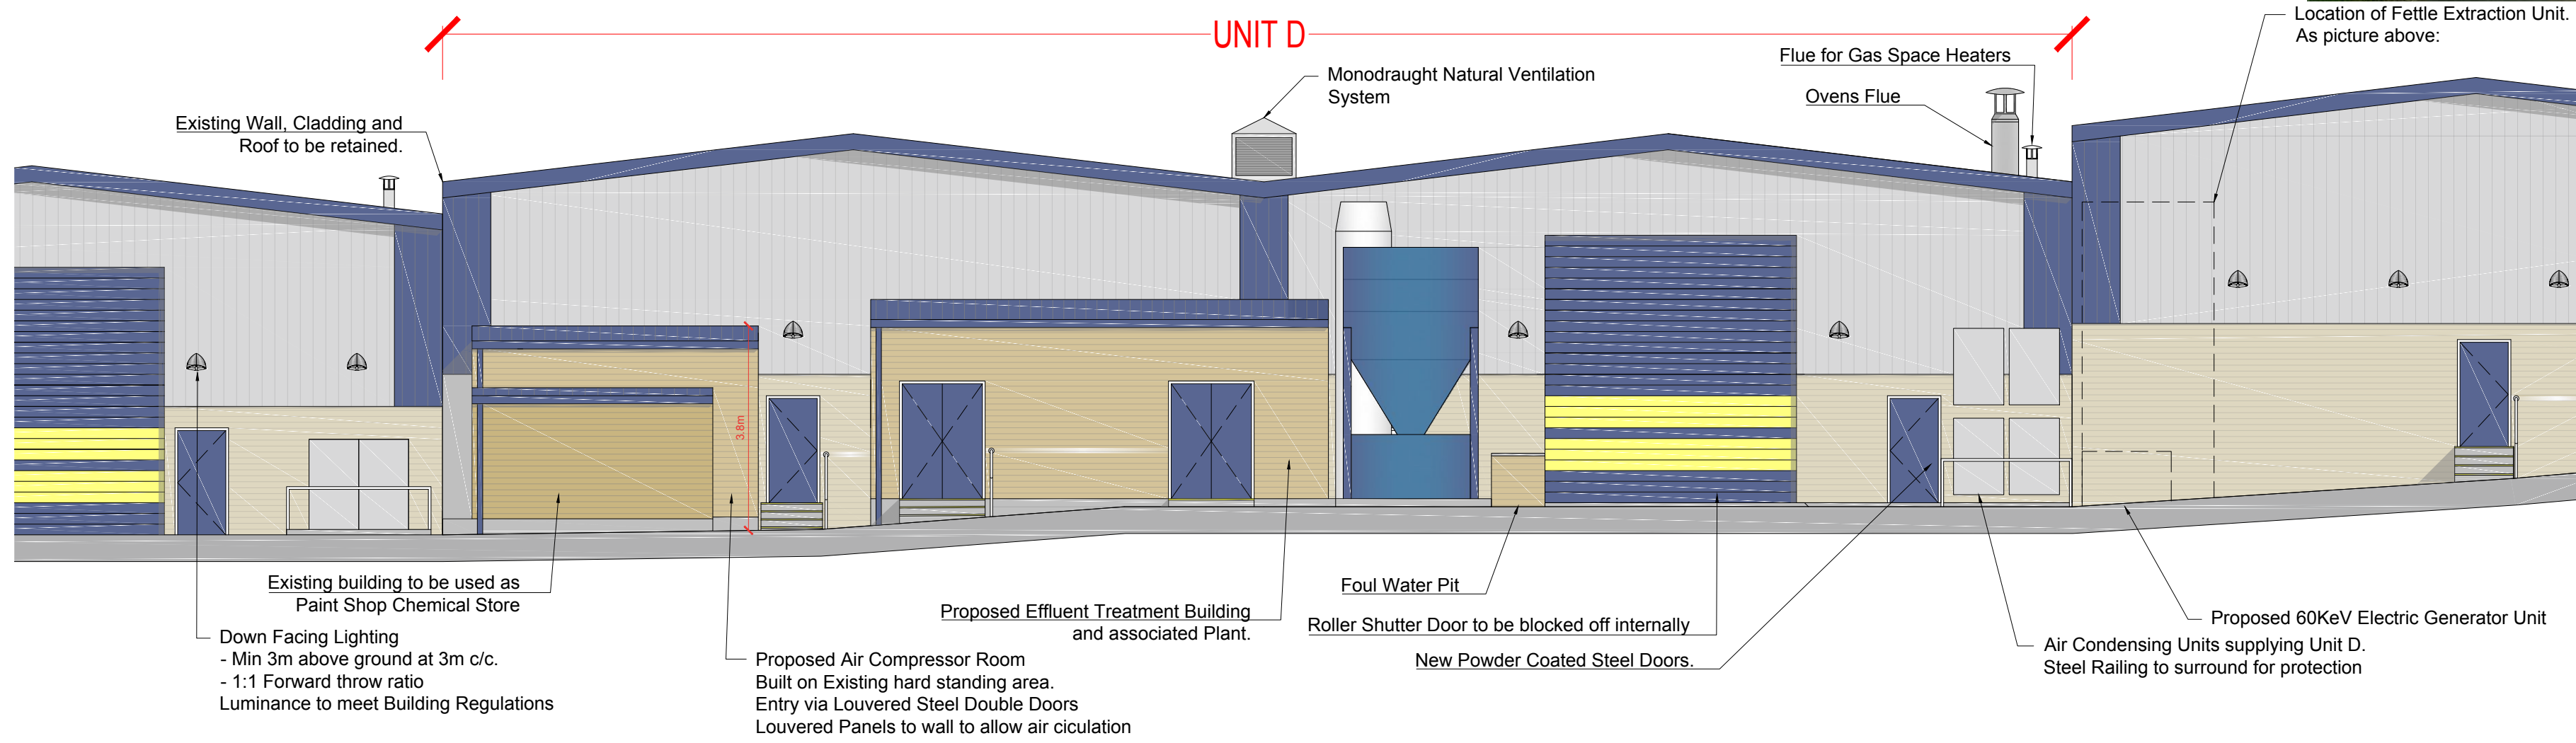 UNIT D
Location of Fettle Extraction Unit.
As picture above:
Flue for Gas Space Heaters
Monodraught Natural Ventilation
System
Ovens Flue
Existing Wall, Cladding and
Roof to be retained.
3.8m
Existing building to be used as
Paint Shop Chemical Store
Foul Water Pit
Proposed Effluent Treatment Building
and associated Plant.
Roller Shutter Door to be blocked off internally
Proposed 60KeV Electric Generator Unit
Down Facing Lighting
- Min 3m above ground at 3m c/c.
- 1:1 Forward throw ratio
Luminance to meet Building Regulations
Proposed Air Compressor Room
Built on Existing hard standing area.
Entry via Louvered Steel Double Doors
Louvered Panels to wall to allow air ciculation
New Powder Coated Steel Doors.
Air Condensing Units supplying Unit D.
Steel Railing to surround for protection